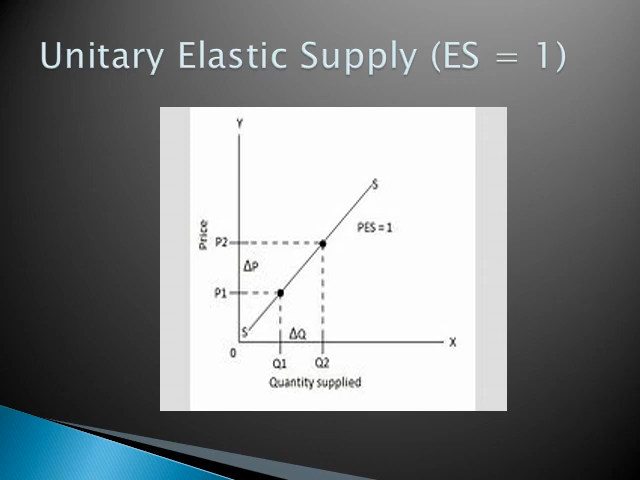 Unitary Elastic Supply (ES = 1)
Y
S
PES = 1
Price
P2
ΔP
P1
S
ΔQ
X
0
Q1 Q2
Quantity supplied